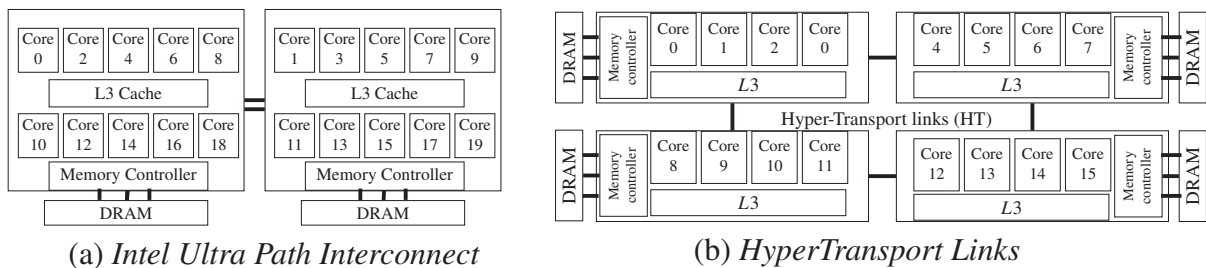 Core Core Core Core Core
0 2 4 6 8
L3 Cache
Core Core Core Core Core
10 12 14 16 18
Memory Controller
DRAM
Core Core Core Core Core
1 3 5 7 9
L3 Cache
Core Core Core Core Core
11 13 15 17 19
Memory Controller
DRAM
(a) Intel Ultra Path Interconnect
DRAM
Memory
controller
Core Core Core Core
0 1 2 0
L3
Core Core Core Core
4 5 6 7
L3
Memory
controller
DRAM
Hyper-Transport links (HT)
DRAM
Memory
controller
Core Core Core Core
8 9 10 11
L3
Core Core Core Core
12 13 14 15
L3
Memory
controller
DRAM
(b) HyperTransport Links